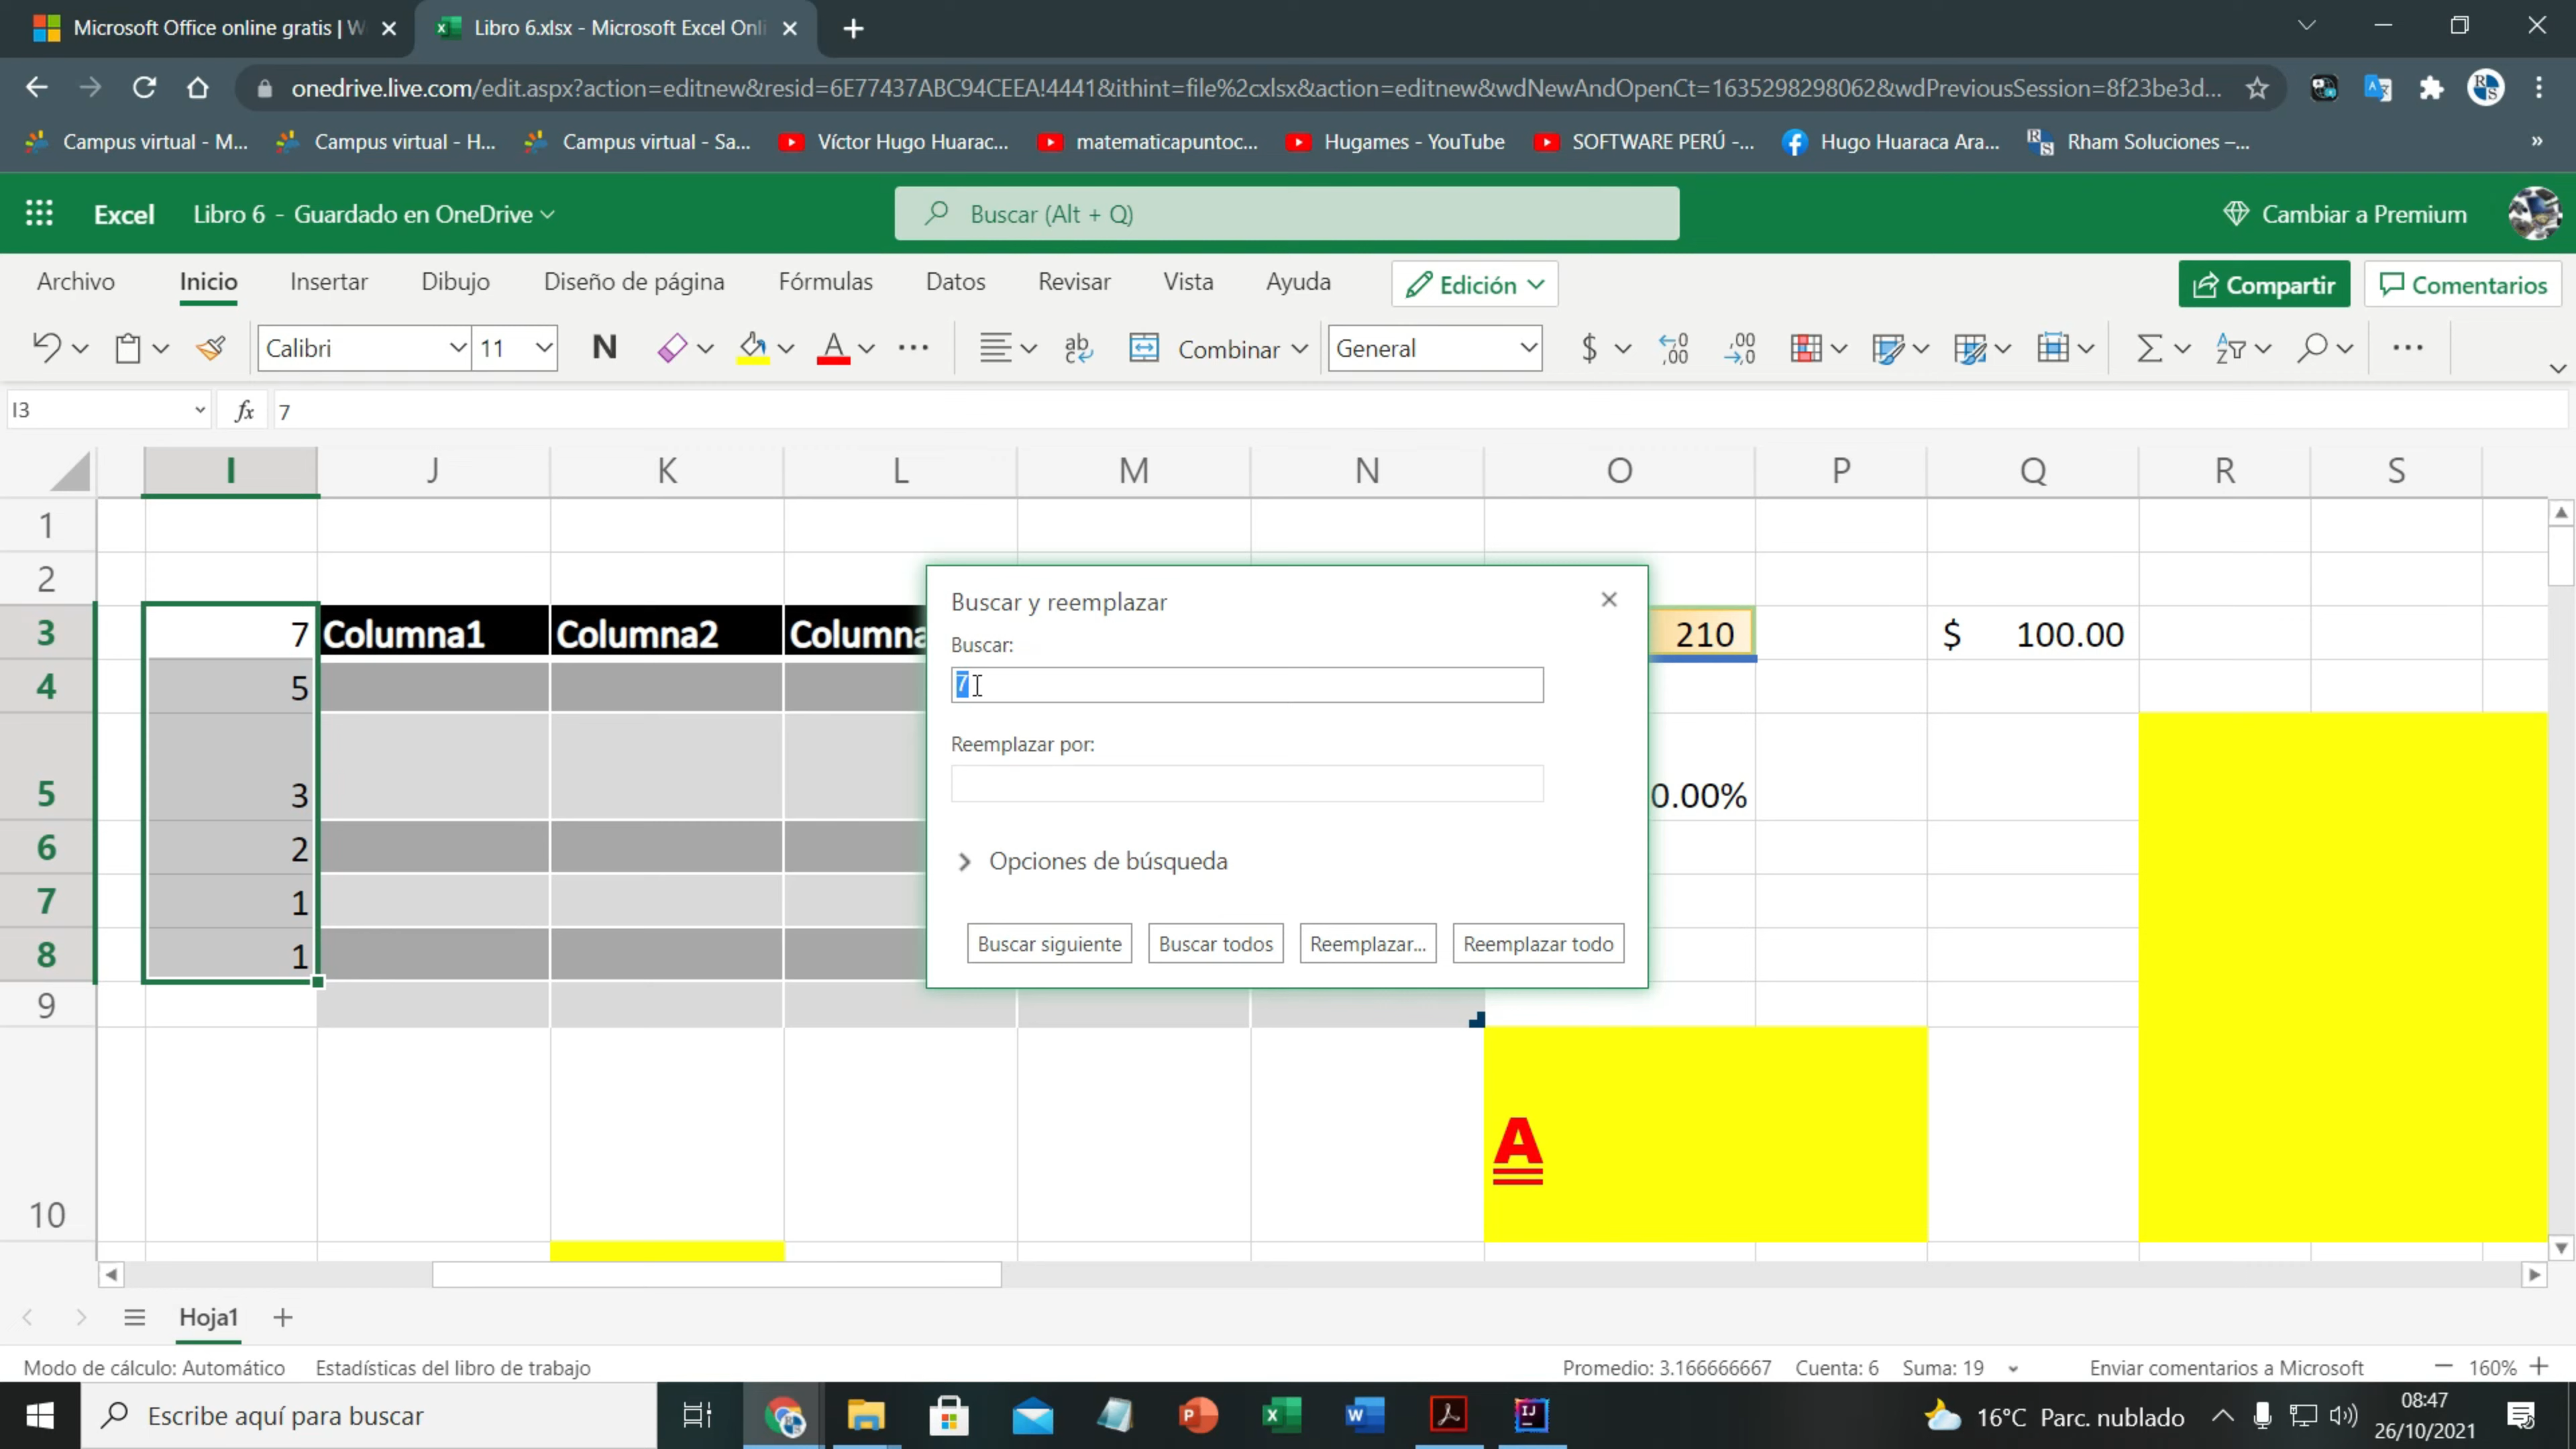 Microsoft Office online gratis | W
Libro 6.xlsx - Microsoft Excel Onli
onedrive.live.com/edit.aspx?action=editnew&resid=6E77437ABC94CEEA!4441&ithint=file%2cxlsx&action=editnew&wdNewAndOpenCt=1635298298062&wdPreviousSession=8f23be3d...
Campus virtual - M... Campus virtual - H... Campus virtual - Sa... Víctor Hugo Huarac... matematicapuntoc... Hugames - YouTube SOFTWARE PERÚ -... Hugo Huaraca Ara... Rham Soluciones –... »
Excel Libro 6 - Guardado en OneDrive Buscar (Alt + Q) Cambiar a Premium
Archivo Inicio Insertar Dibujo Diseño de página Fórmulas Datos Revisar Vista Ayuda Edición Compartir Comentarios
Calibri 11 N A ab c Combinar General $ ,00 ,00 Σ AZ
I3 fx 7
I J K L M N O P Q R S
1
2
3 7 Columna1 Columna2 Columna 210 $ 100.00
4 5
5 3 0.00%
6 2
7 1
8 1
9
10 A
Buscar y reemplazar
Buscar:
7
Reemplazar por:
Opciones de búsqueda
Buscar siguiente Buscar todos Reemplazar... Reemplazar todo
Hoja1
Modo de cálculo: Automático Estadísticas del libro de trabajo Promedio: 3.166666667 Cuenta: 6 Suma: 19 Enviar comentarios a Microsoft 160%
Escribe aquí para buscar 16°C Parc. nublado 08:47
26/10/2021